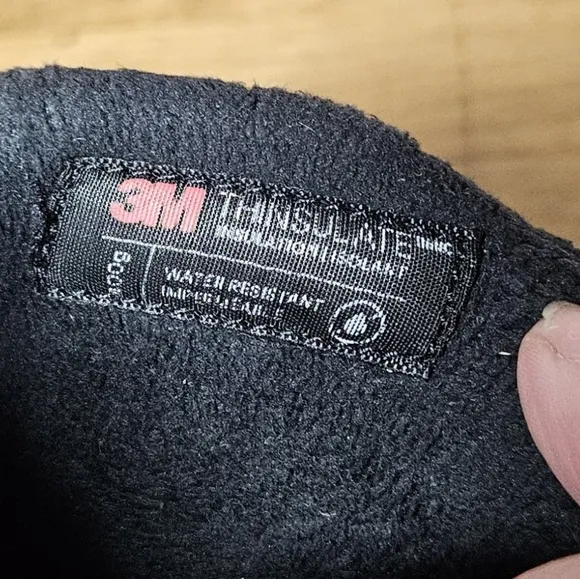 3M THINSULATE
INSULATION | ISOLANT
WATER RESISTANT